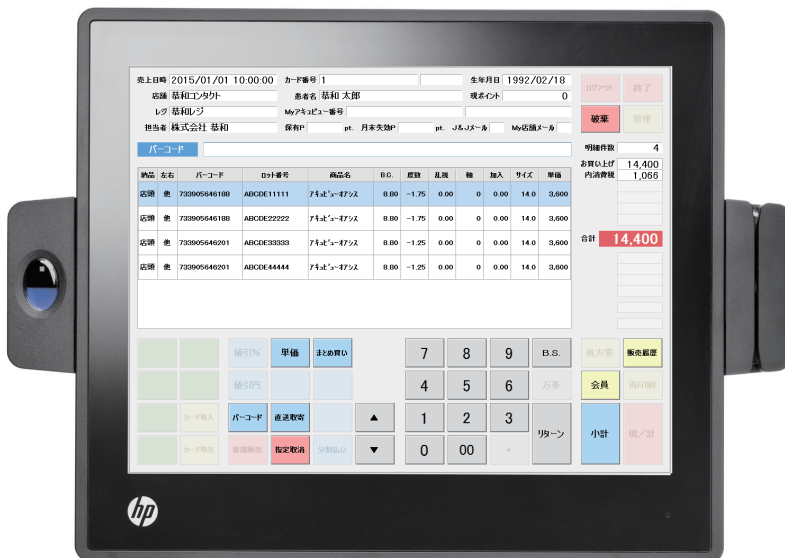 売上日時 2015/01/01 10:00:00 カード番号 1 生年月日 1992/02/18
店舗 恭和コンタクト 患者名 恭和 太郎 現ポイント 0
レジ 恭和レジ Myアキュビュー番号
担当者 株式会社 恭和 保有P pt. 月末失効P pt. J&Jメール My店舗メール
ログアウト 終了
破棄 管理
バーコード
明細件数 4
お買い上げ 14,400
内消費税 1,066
合計 14,400
納品 左右 バーコード ロット番号 商品名 B.C. 度数 乱視 軸 加入 サイズ 単価
店頭 他 733905646188 ABCDE11111 アキュビューオアシス 8.80 -1.75 0.00 0 0.00 14.0 3,600
店頭 他 733905646188 ABCDE22222 アキュビューオアシス 8.80 -1.75 0.00 0 0.00 14.0 3,600
店頭 他 733905646201 ABCDE33333 アキュビューオアシス 8.80 -1.25 0.00 0 0.00 14.0 3,600
店頭 他 733905646201 ABCDE44444 アキュビューオアシス 8.80 -1.25 0.00 0 0.00 14.0 3,600
値引% 単価 まとめ買い 7 8 9 B.S. 処方箋 販売履歴
値引円 4 5 6 万券 会員 再印刷
カード挿入 バーコード 直送取寄 ▲ 1 2 3 リターン 小計 現/計
カード取出 新規販売 指定取消 分割払い ▼ 0 00 .
hp